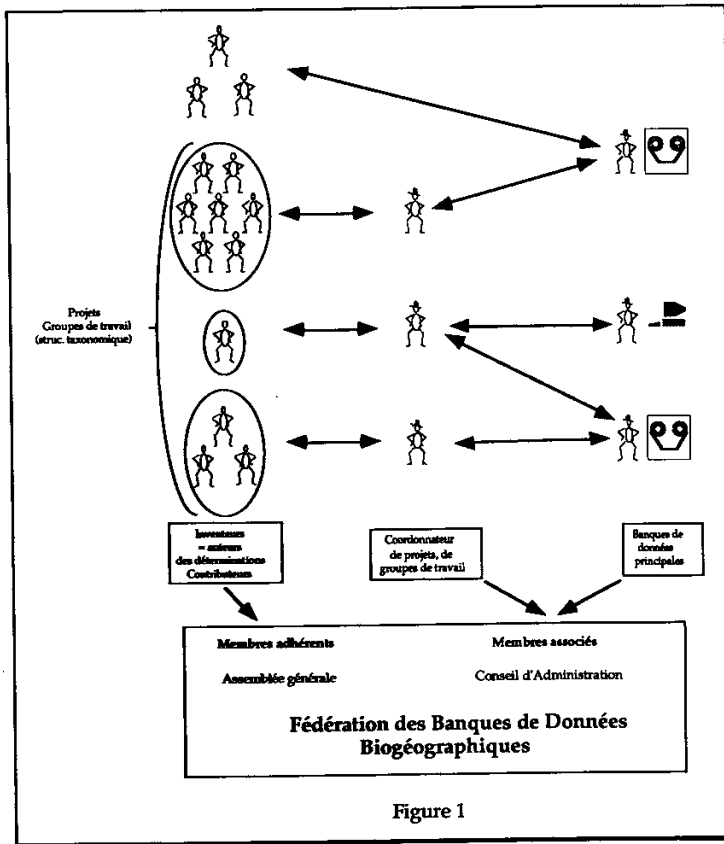 Projets
Groupes de travail
(struc. taxonomique)
Inventeurs
= auteurs
des déterminations
Contributeurs
Coordonnateur
de projets, de
groupes de travail
Banques de
données
principales
Membres adhérents
Membres associés
Assemblée générale
Conseil d'Administration
Fédération des Banques de Données
Biogéographiques
Figure 1